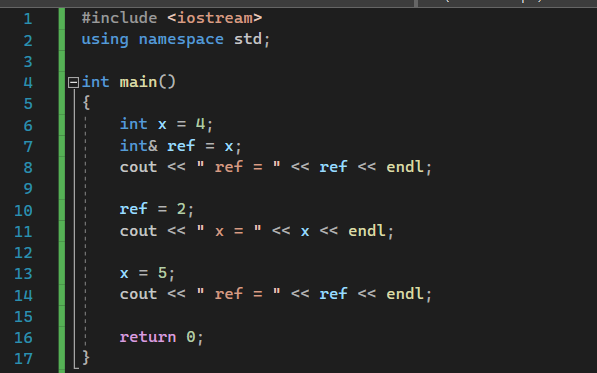 1 #include <iostream>
2 using namespace std;
3
4 int main()
5 {
6 int x = 4;
7 int& ref = x;
8 cout << " ref = " << ref << endl;
9
10 ref = 2;
11 cout << " x = " << x << endl;
12
13 x = 5;
14 cout << " ref = " << ref << endl;
15
16 return 0;
17 }